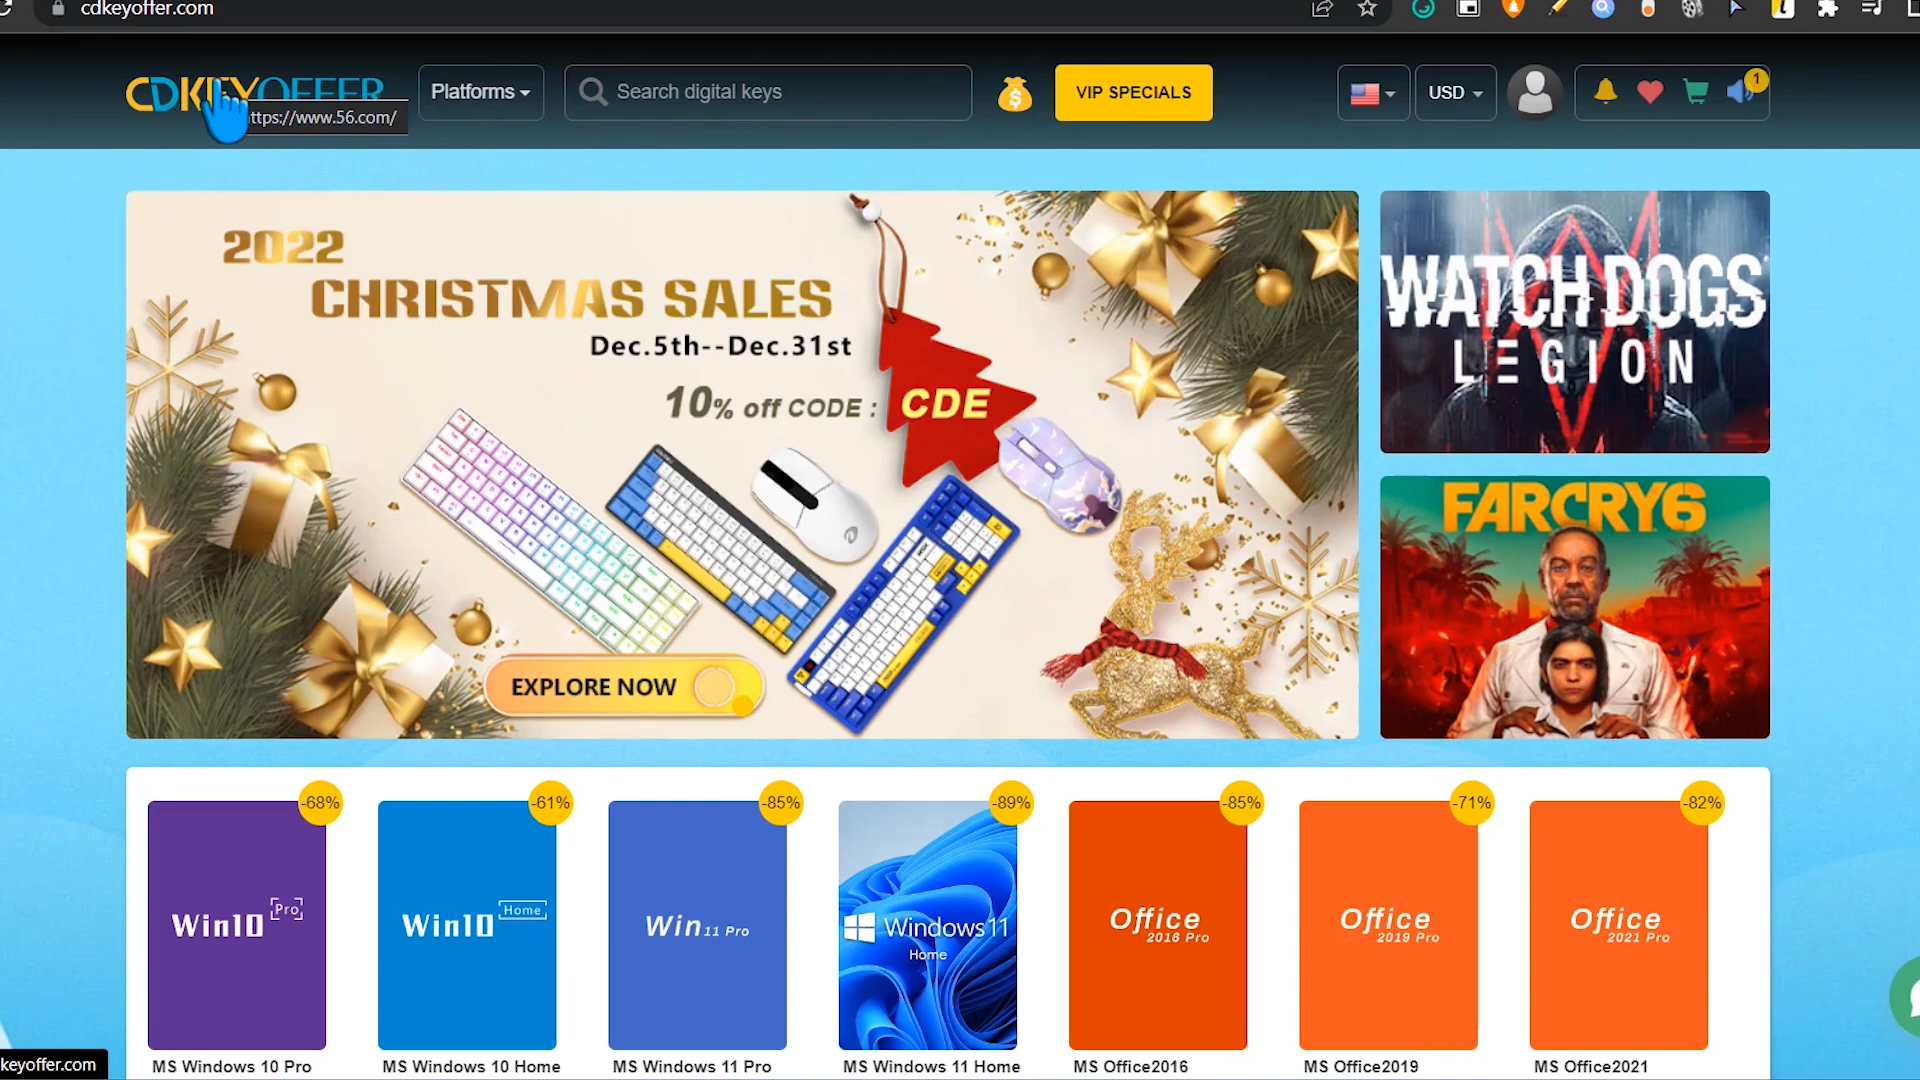 cdkeyoffer.com
CDKEYOFFER
ttps://www.56.com/
Platforms
Search digital keys
$
VIP SPECIALS
USD
1
2022
CHRISTMAS SALES
Dec.5th--Dec.31st
10% off CODE :
CDE
EXPLORE NOW
WATCH DOGS
LEGION
FARCRY6
-68%
-61%
-85%
-89%
-85%
-71%
-82%
Win10 Pro
Win10 Home
Win 11 Pro
Windows 11
Home
Office
2016 Pro
Office
2019 Pro
Office
2021 Pro
MS Windows 10 Pro
MS Windows 10 Home
MS Windows 11 Pro
MS Windows 11 Home
MS Office2016
MS Office2019
MS Office2021
keyoffer.com